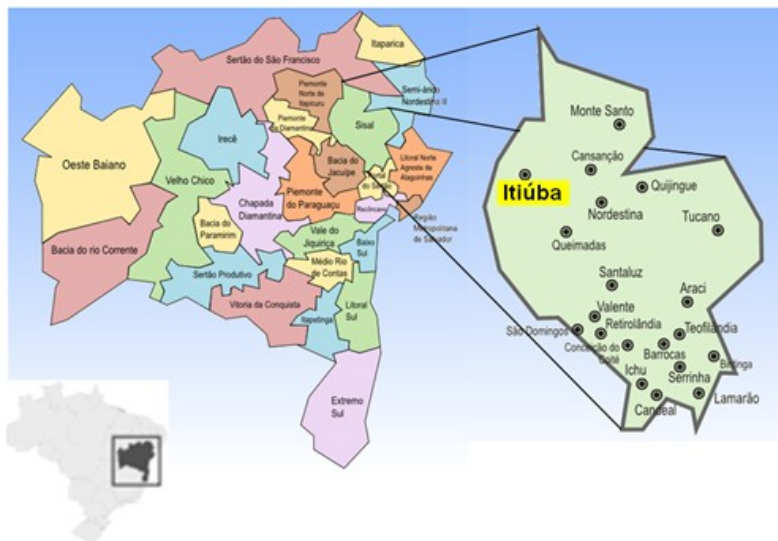 Itaparica
Sertão do São Francisco
Piemonte
Norte de
Itapicuru
Semi-árido
Nordestino II
Piemonte
Diamantina
Sisal
Irecê
Oeste Baiano
Velho Chico
Bacia do
Jacuípe
Litoral Norte
Agreste de
Alagoinhas
do Sertão
Piemonte
do Paraguaçu
Chapada
Diamantina
Recôncavo
Região
Metropolitana
de Salvador
Bacia do
Paramirim
Vale do
Jiquiriça
Baixo
Sul
Bacia do rio Corrente
Médio Rio
de Contas
Sertão Produtivo
Vitoria da Conquista
Itapetinga
Litoral
Sul
Extremo
Sul
Monte Santo
Cansanção
Itiúba
Quijingue
Nordestina
Tucano
Queimadas
Santaluz
Araci
Valente
São Domingos
Retirolândia
Teofilândia
Conceição do
Coité
Barrocas
Biritinga
Ichu
Serrinha
Candeal
Lamarão